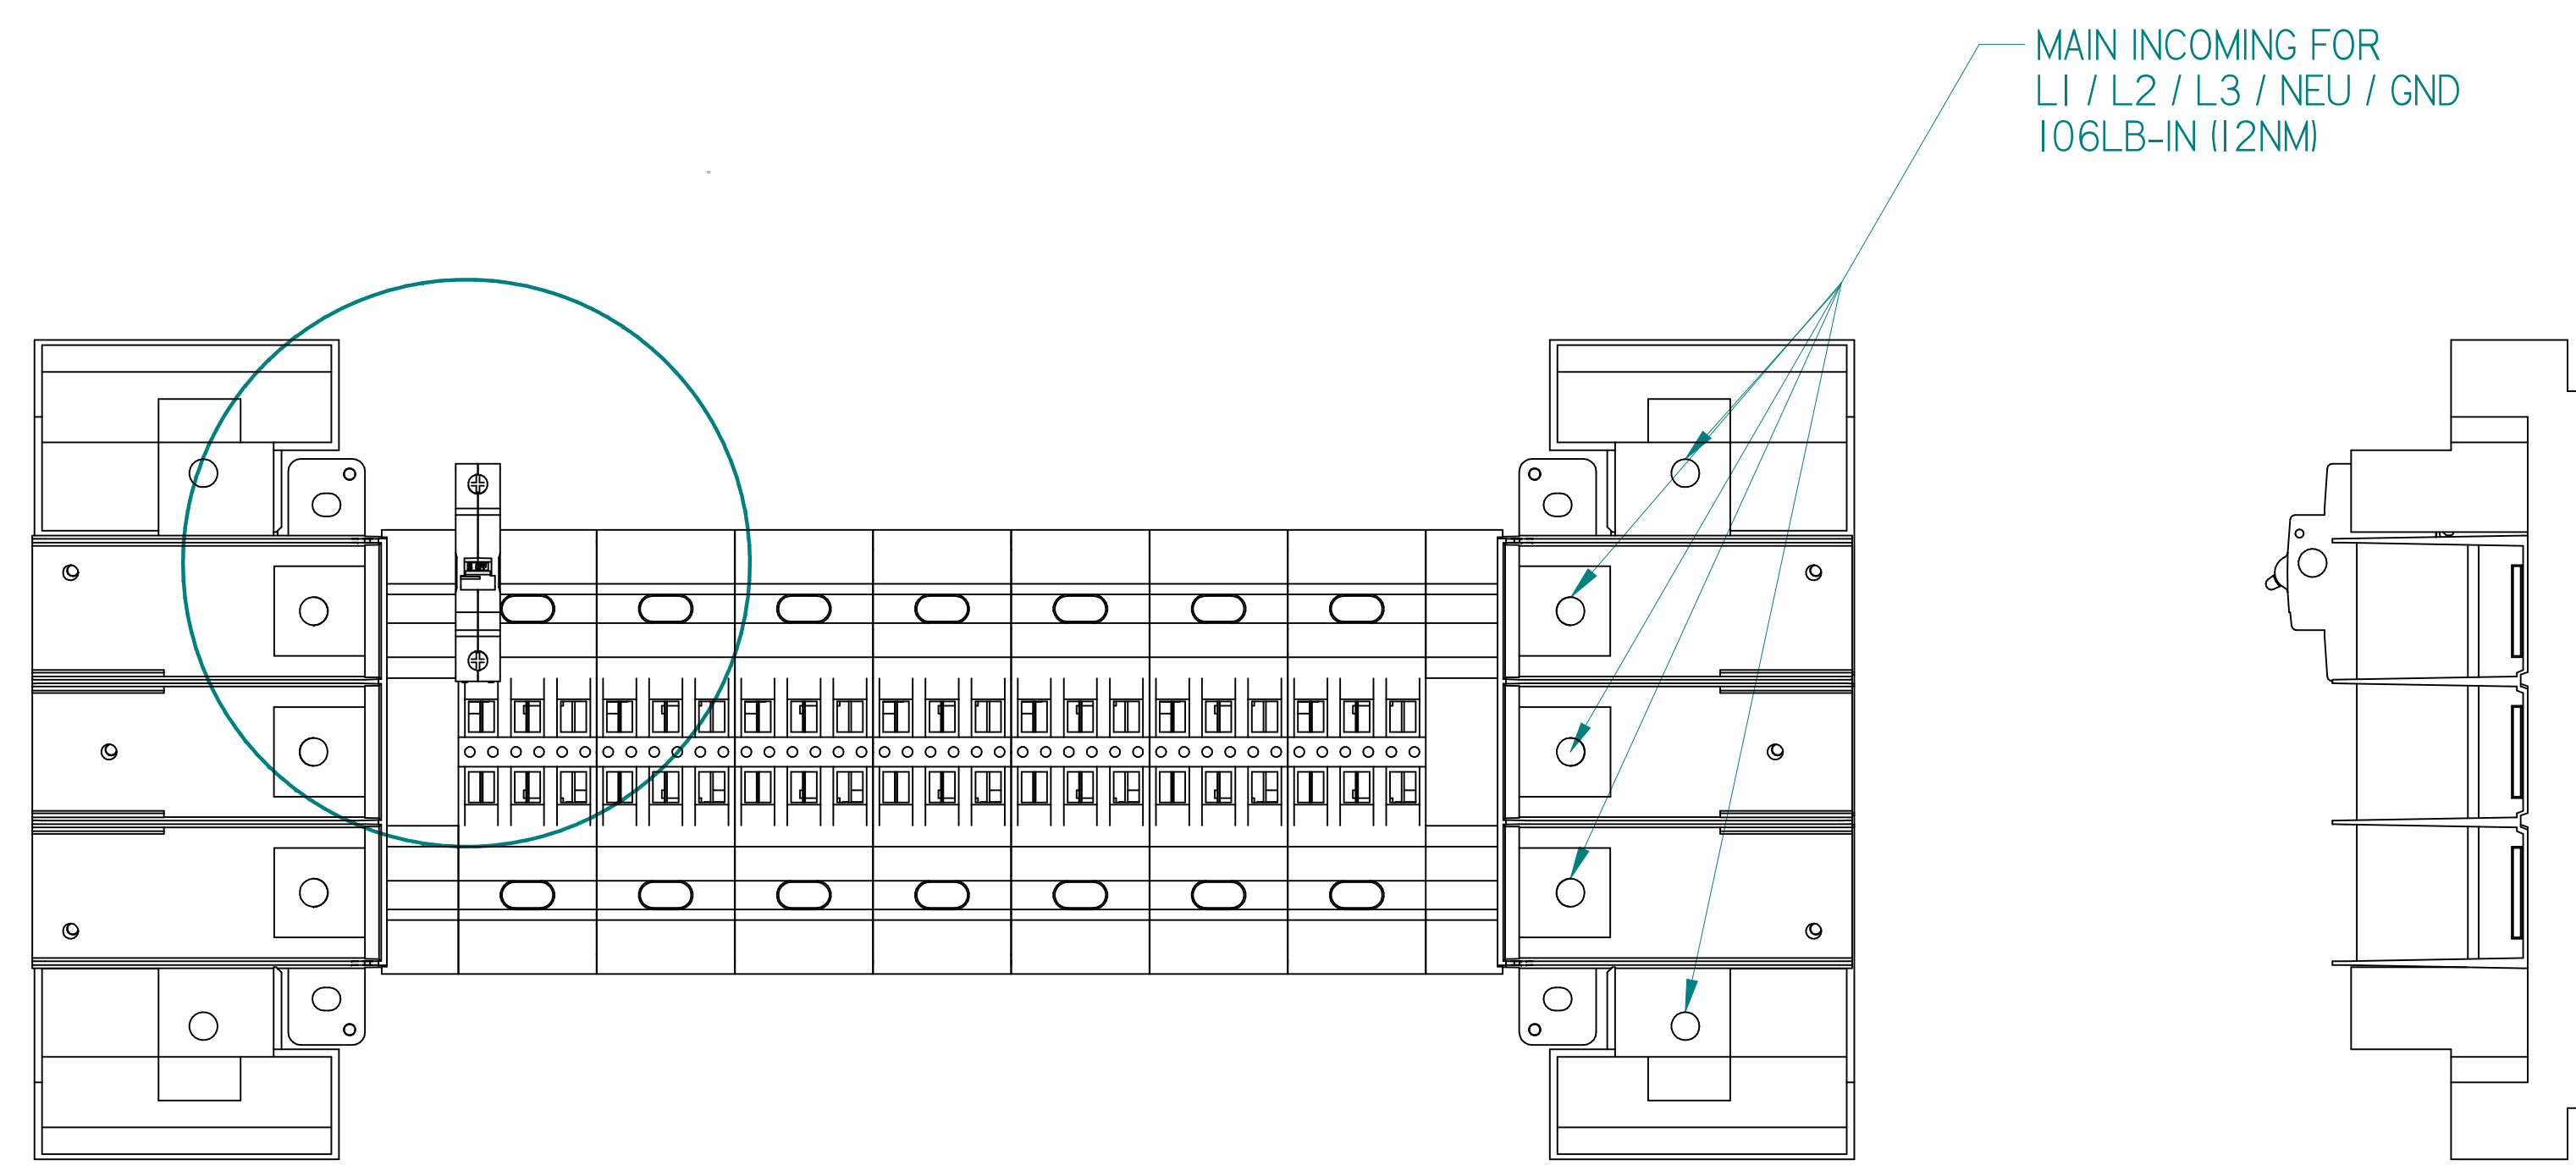 MAIN INCOMING FOR
L1 / L2 / L3 / NEU / GND
106LB-IN (12NM)